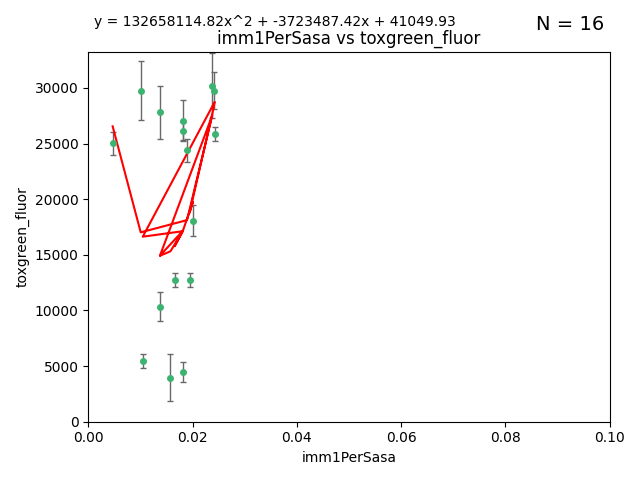 y = 132658114.82x^2 + -3723487.42x + 41049.93
N = 16
imm1PerSasa vs toxgreen_fluor
30000
25000
20000
15000
10000
5000
0
toxgreen_fluor
0.00 0.02 0.04 0.06 0.08 0.10
imm1PerSasa